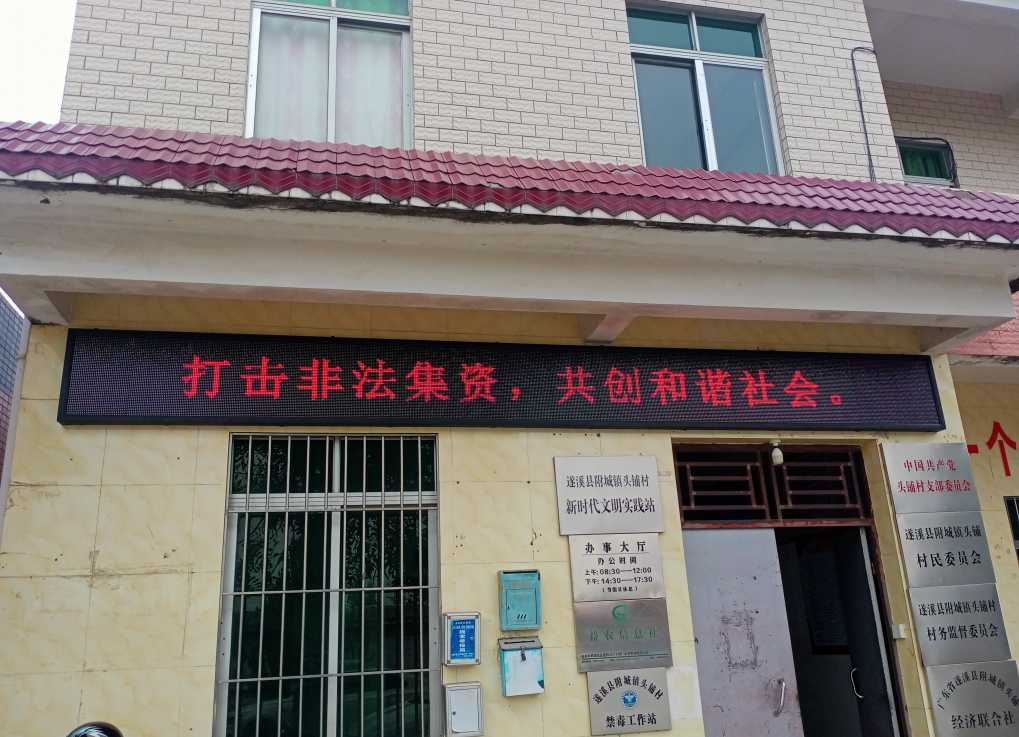 打击非法集资，共创和谐社会。
遂溪县附城镇头铺村
新时代文明实践站
办事大厅
办公时间
上午：08:30——12:00
下午：14:30——17:30
（节假日休息）
益农信息社
遂溪县附城镇头铺村
禁毒工作站
中国共产党
头铺村支部委员会
遂溪县附城镇头铺
村民委员会
遂溪县附城镇头铺村
村务监督委员会
广东省遂溪县附城镇头铺
经济联合社
个